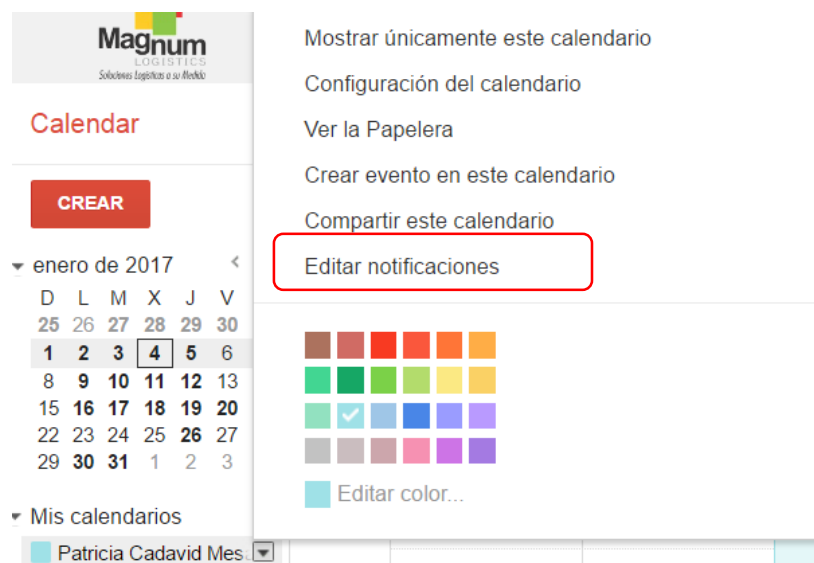 Magnum
LOGISTICS
Soluciones Logísticas a su Medida
Calendar
CREAR
enero de 2017
D L M X J V
25 26 27 28 29 30
1 2 3 4 5 6
8 9 10 11 12 13
15 16 17 18 19 20
22 23 24 25 26 27
29 30 31 1 2 3
Mis calendarios
Patricia Cadavid Mes
Mostrar únicamente este calendario
Configuración del calendario
Ver la Papelera
Crear evento en este calendario
Compartir este calendario
Editar notificaciones
Editar color...